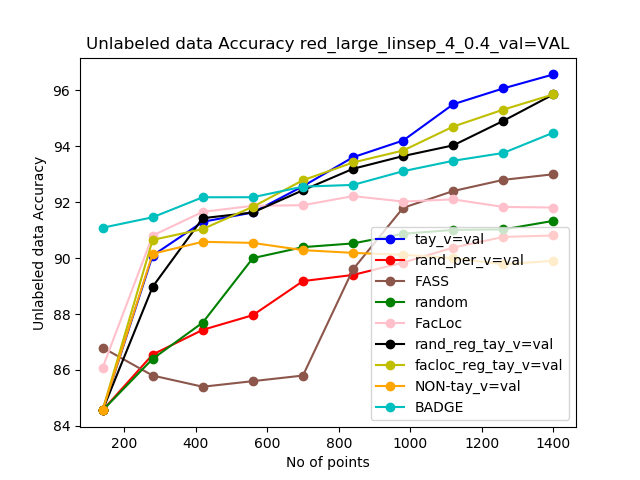 Unlabeled data Accuracy red_large_linsep_4_0.4_val=VAL
Unlabeled data Accuracy
96
94
92
90
88
86
84
tay_v=val
rand_per_v=val
FASS
random
FacLoc
rand_reg_tay_v=val
facloc_reg_tay_v=val
NON-tay_v=val
BADGE
200 400 600 800 1000 1200 1400
No of points